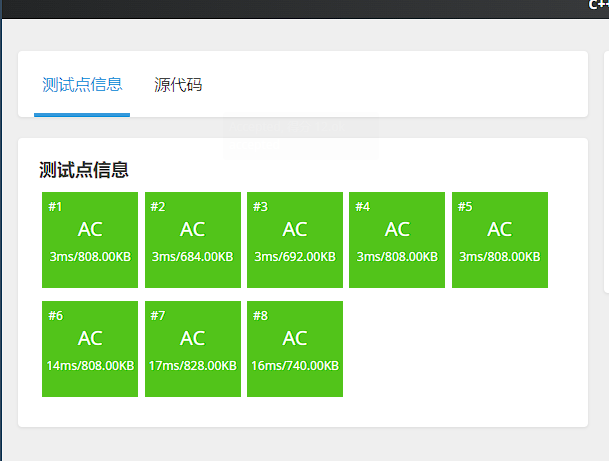 C++
测试点信息 源代码
测试点信息
#1 #2 #3 #4 #5
AC AC AC AC AC
3ms/808.00KB 3ms/684.00KB 3ms/692.00KB 3ms/808.00KB 3ms/808.00KB
#6 #7 #8
AC AC AC
14ms/808.00KB 17ms/828.00KB 16ms/740.00KB